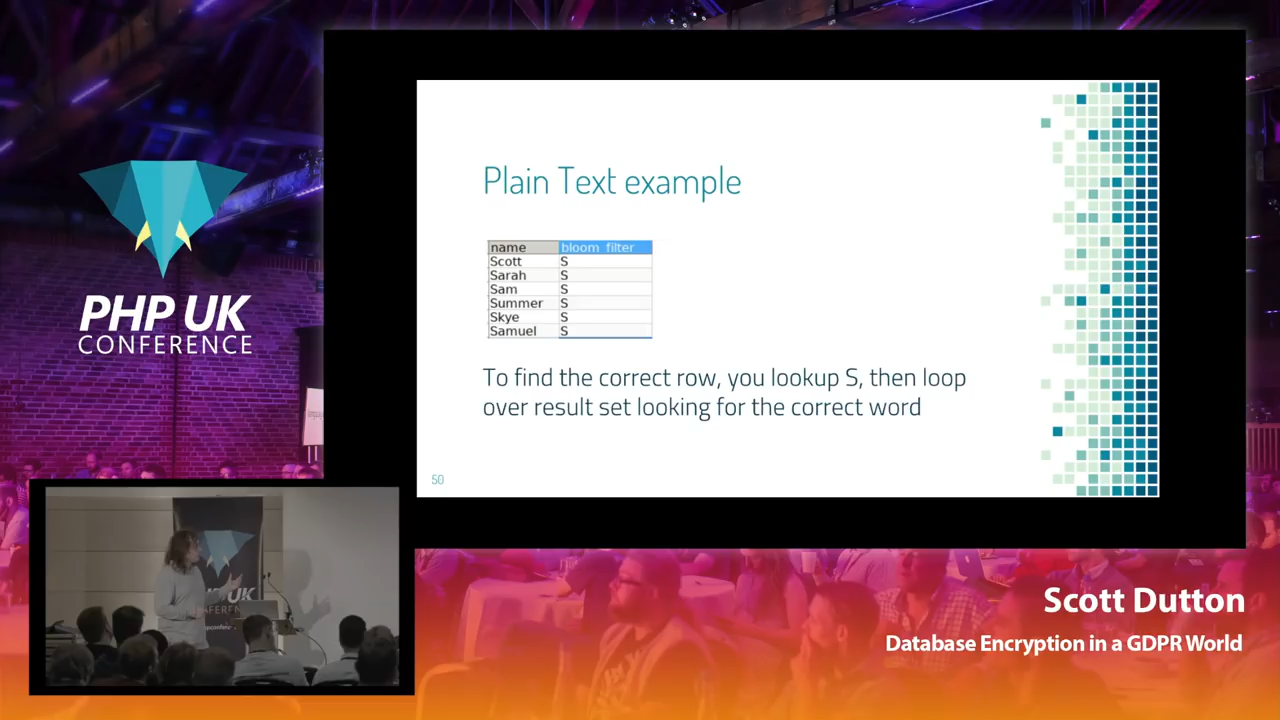 PHP UK
CONFERENCE
Plain Text example
name bloom_filter
Scott S
Sarah S
Sam S
Summer S
Skye S
Samuel S
To find the correct row, you lookup S, then loop
over result set looking for the correct word
50
Scott Dutton
Database Encryption in a GDPR World